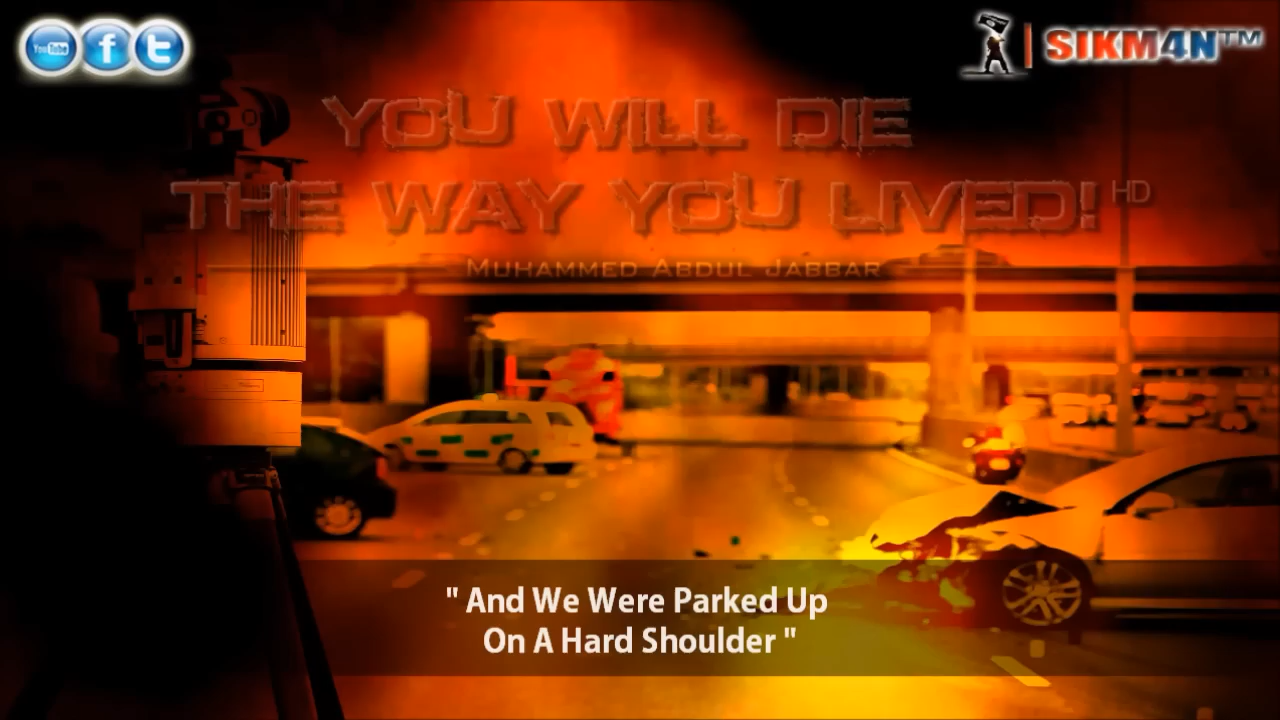 YouTube
f
t
SIKM4N™
YOU WILL DIE
THE WAY YOU LIVED! HD
MUHAMMED ABDUL JABBAR
" And We Were Parked Up
On A Hard Shoulder "